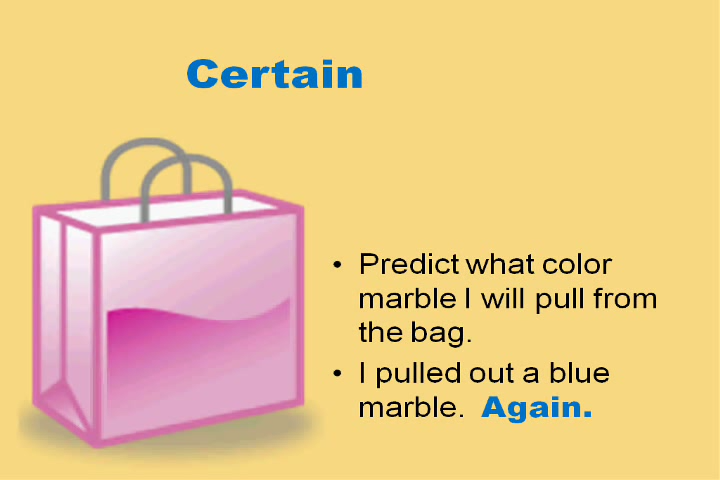 Certain
• Predict what color
marble I will pull from
the bag.
• I pulled out a blue
marble. Again.